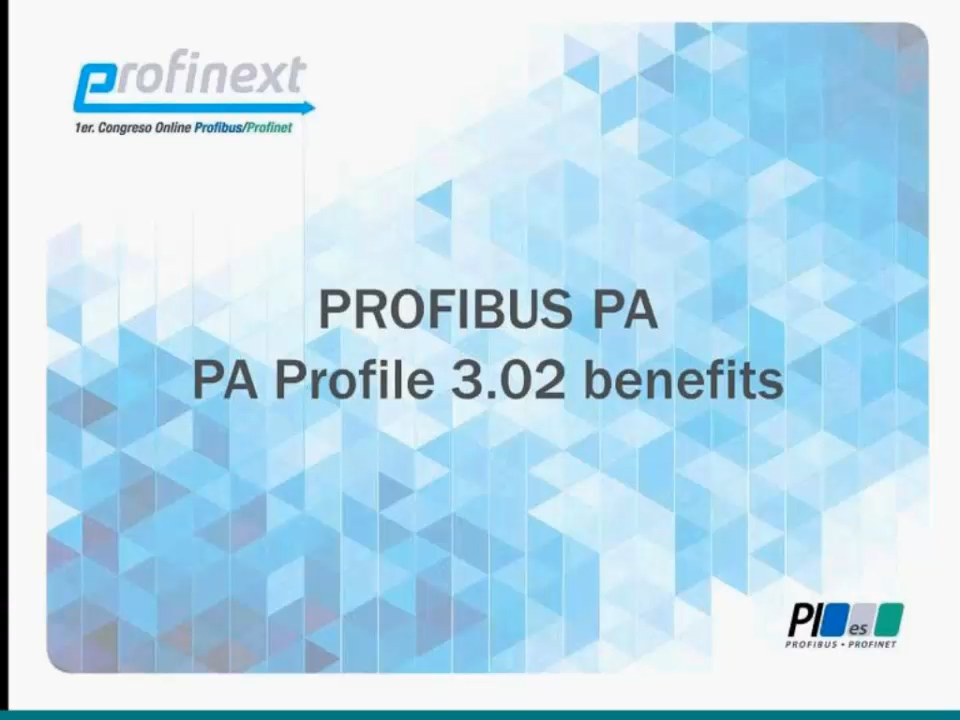 profinext
1er. Congreso Online Profibus/Profinet
PROFIBUS PA
PA Profile 3.02 benefits
PI es
PROFIBUS • PROFINET